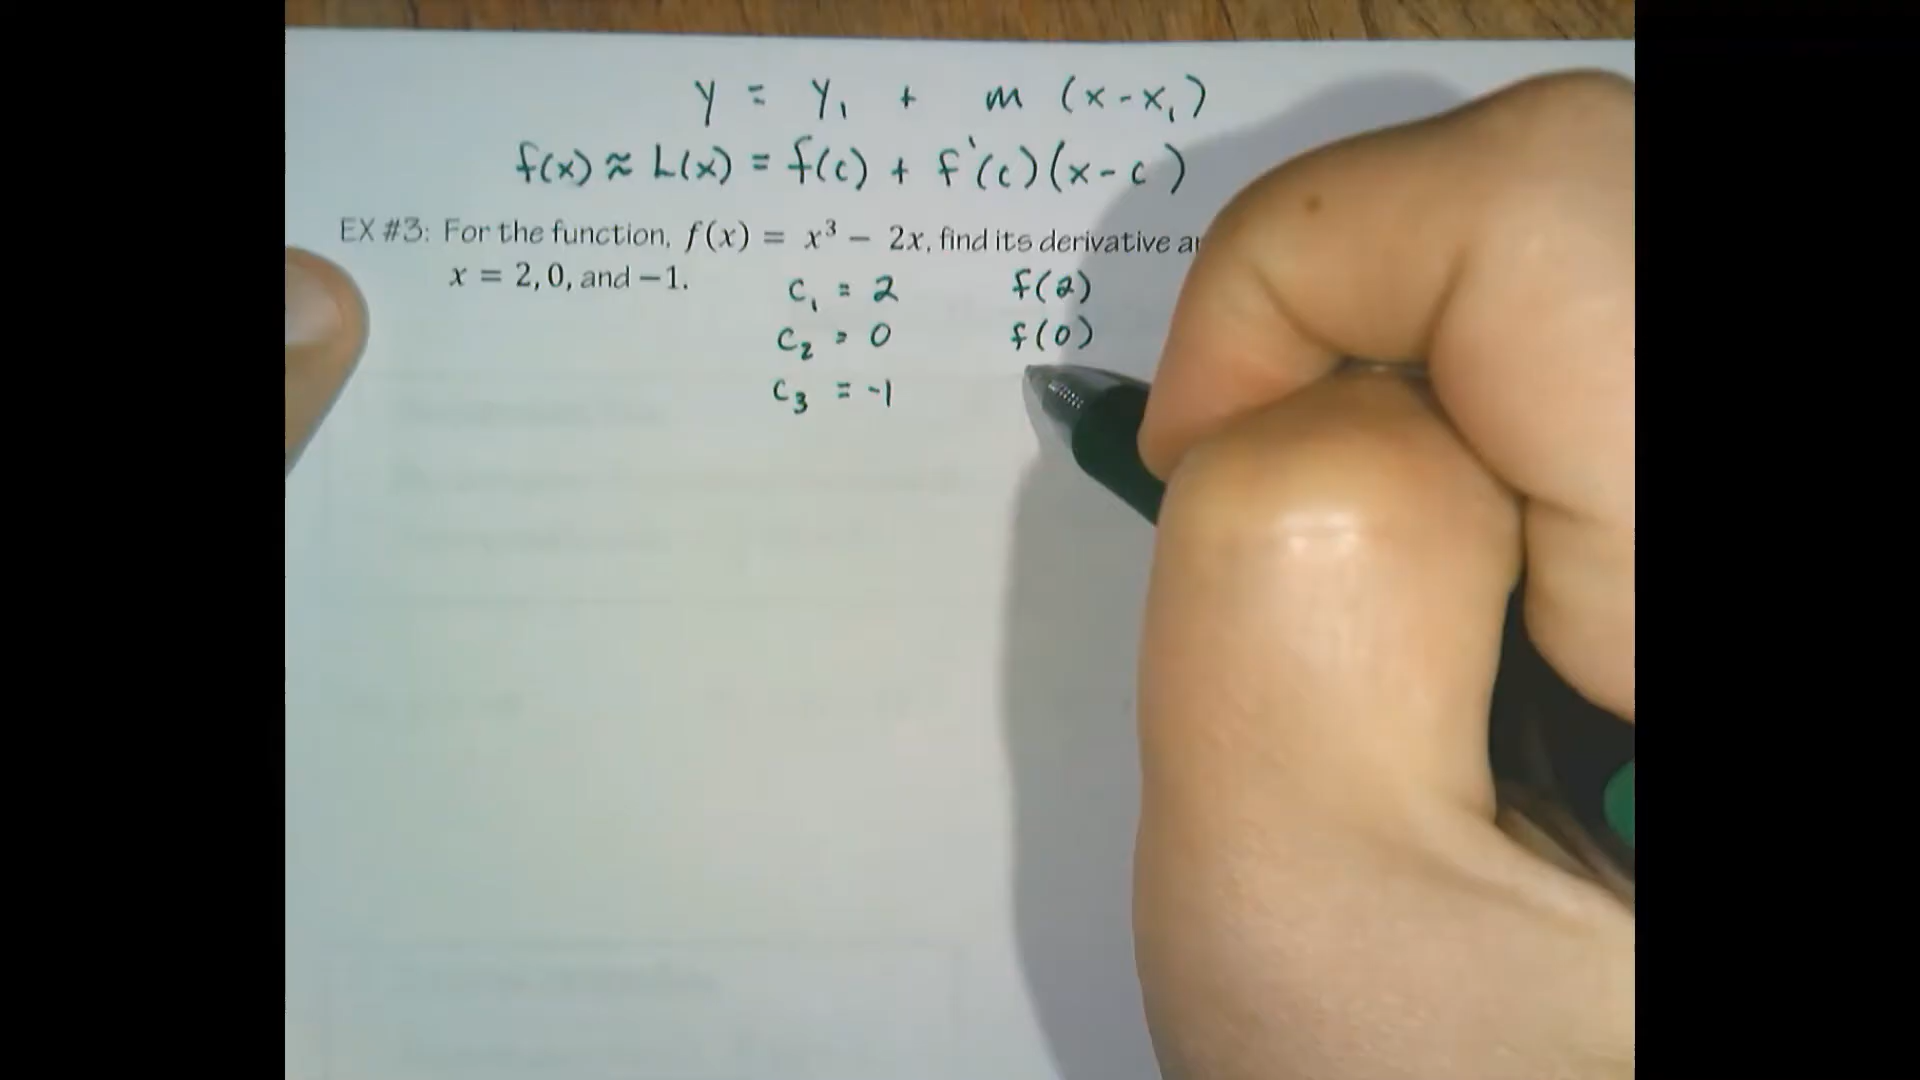 y = y₁ + m (x-x₁)
f(x) ≈ L(x) = f(c) + f'(c)(x-c)
EX #3: For the function, f(x) = x³ − 2x, find its derivative
x = 2, 0, and −1.
c₁ = 2 f(2)
c₂ = 0 f(0)
c₃ = -1